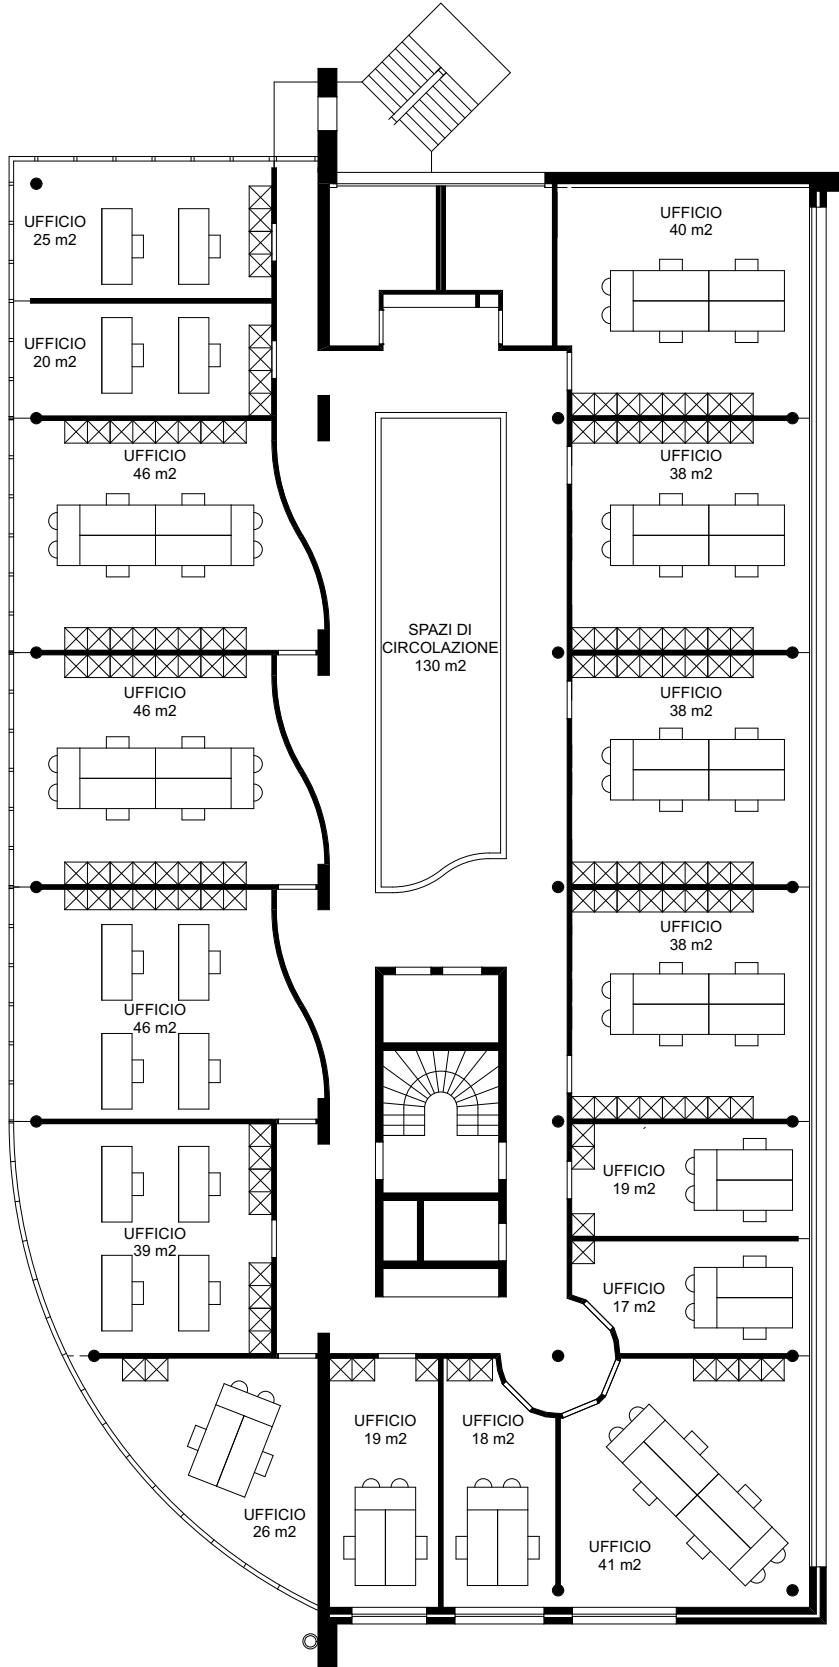 UFFICIO
25 m2
UFFICIO
40 m2
UFFICIO
20 m2
UFFICIO
46 m2
UFFICIO
38 m2
SPAZI DI
CIRCOLAZIONE
130 m2
UFFICIO
46 m2
UFFICIO
38 m2
UFFICIO
46 m2
UFFICIO
38 m2
UFFICIO
19 m2
UFFICIO
39 m2
UFFICIO
17 m2
UFFICIO
19 m2
UFFICIO
18 m2
UFFICIO
26 m2
UFFICIO
41 m2